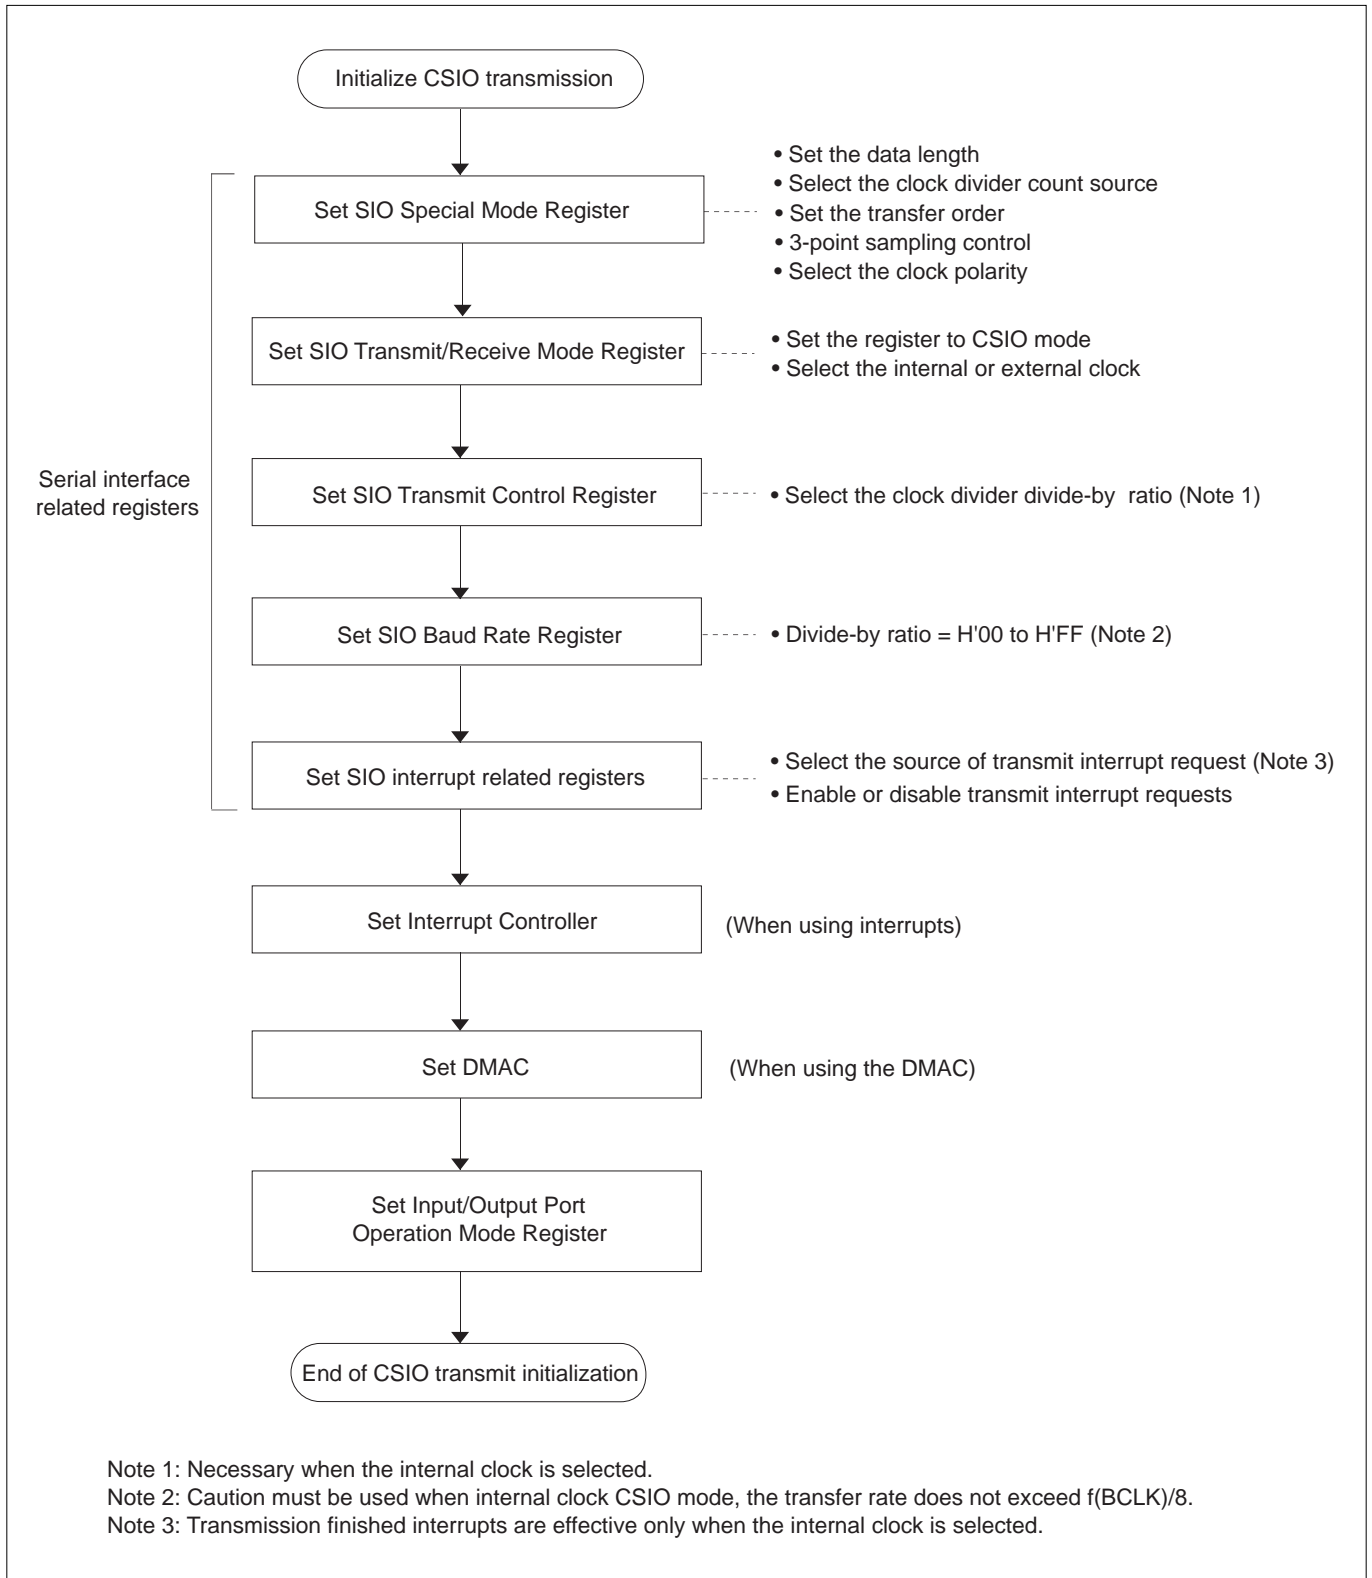 Initialize CSIO transmission
Set SIO Special Mode Register
• Set the data length
• Select the clock divider count source
• Set the transfer order
• 3-point sampling control
• Select the clock polarity
Set SIO Transmit/Receive Mode Register
• Set the register to CSIO mode
• Select the internal or external clock
Serial interface
related registers
Set SIO Transmit Control Register
• Select the clock divider divide-by ratio (Note 1)
Set SIO Baud Rate Register
• Divide-by ratio = H'00 to H'FF (Note 2)
Set SIO interrupt related registers
• Select the source of transmit interrupt request (Note 3)
• Enable or disable transmit interrupt requests
Set Interrupt Controller
(When using interrupts)
Set DMAC
(When using the DMAC)
Set Input/Output Port
Operation Mode Register
End of CSIO transmit initialization
Note 1: Necessary when the internal clock is selected.
Note 2: Caution must be used when internal clock CSIO mode, the transfer rate does not exceed f(BCLK)/8.
Note 3: Transmission finished interrupts are effective only when the internal clock is selected.